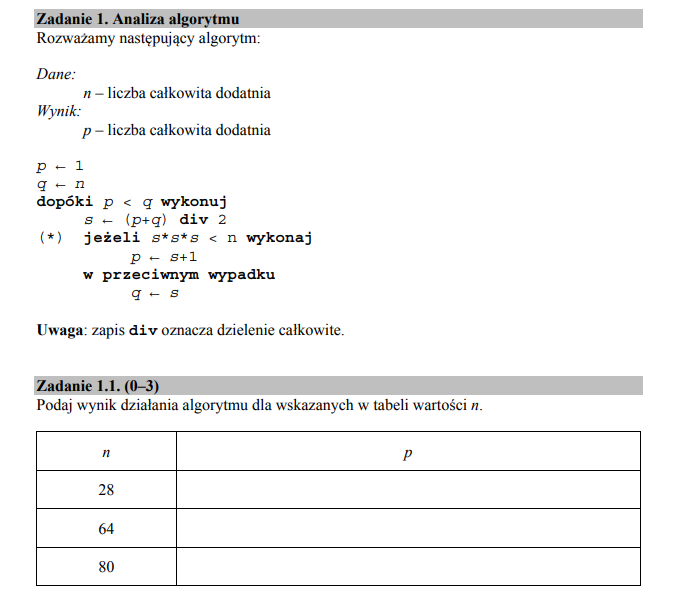 Zadanie 1. Analiza algorytmu
Rozważamy następujący algorytm:
Dane:
n – liczba całkowita dodatnia
Wynik:
p – liczba całkowita dodatnia
p ← 1
q ← n
dopóki p < q wykonuj
s ← (p+q) div 2
(*) jeżeli s*s*s < n wykonaj
p ← s+1
w przeciwnym wypadku
q ← s
Uwaga: zapis div oznacza dzielenie całkowite.
Zadanie 1.1. (0–3)
Podaj wynik działania algorytmu dla wskazanych w tabeli wartości n.
n p
28
64
80